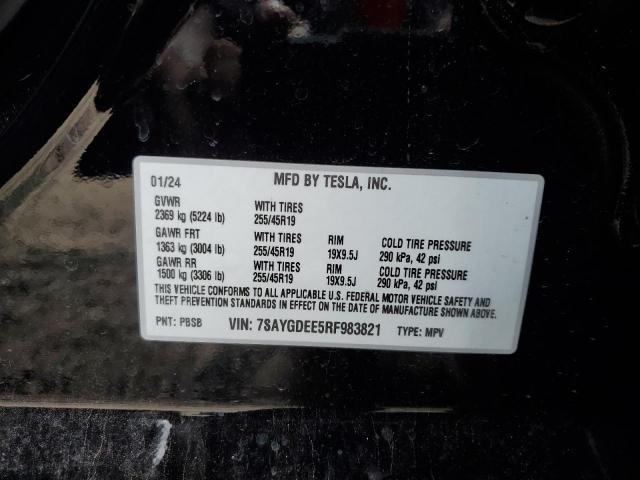 01/24 MFD BY TESLA, INC.
GVWR WITH TIRES
2369 kg (5224 lb) 255/45R19
GAWR FRT WITH TIRES RIM COLD TIRE PRESSURE
1363 kg (3004 lb) 255/45R19 19X9.5J 290 kPa, 42 psi
GAWR RR WITH TIRES RIM COLD TIRE PRESSURE
1500 kg (3306 lb) 255/45R19 19X9.5J 290 kPa, 42 psi
THIS VEHICLE CONFORMS TO ALL APPLICABLE U.S. FEDERAL MOTOR VEHICLE SAFETY AND
THEFT PREVENTION STANDARDS IN EFFECT ON THE DATE OF MANUFACTURE SHOWN ABOVE.
PNT: PBSB VIN: 7SAYGDEE5RF983821 TYPE: MPV